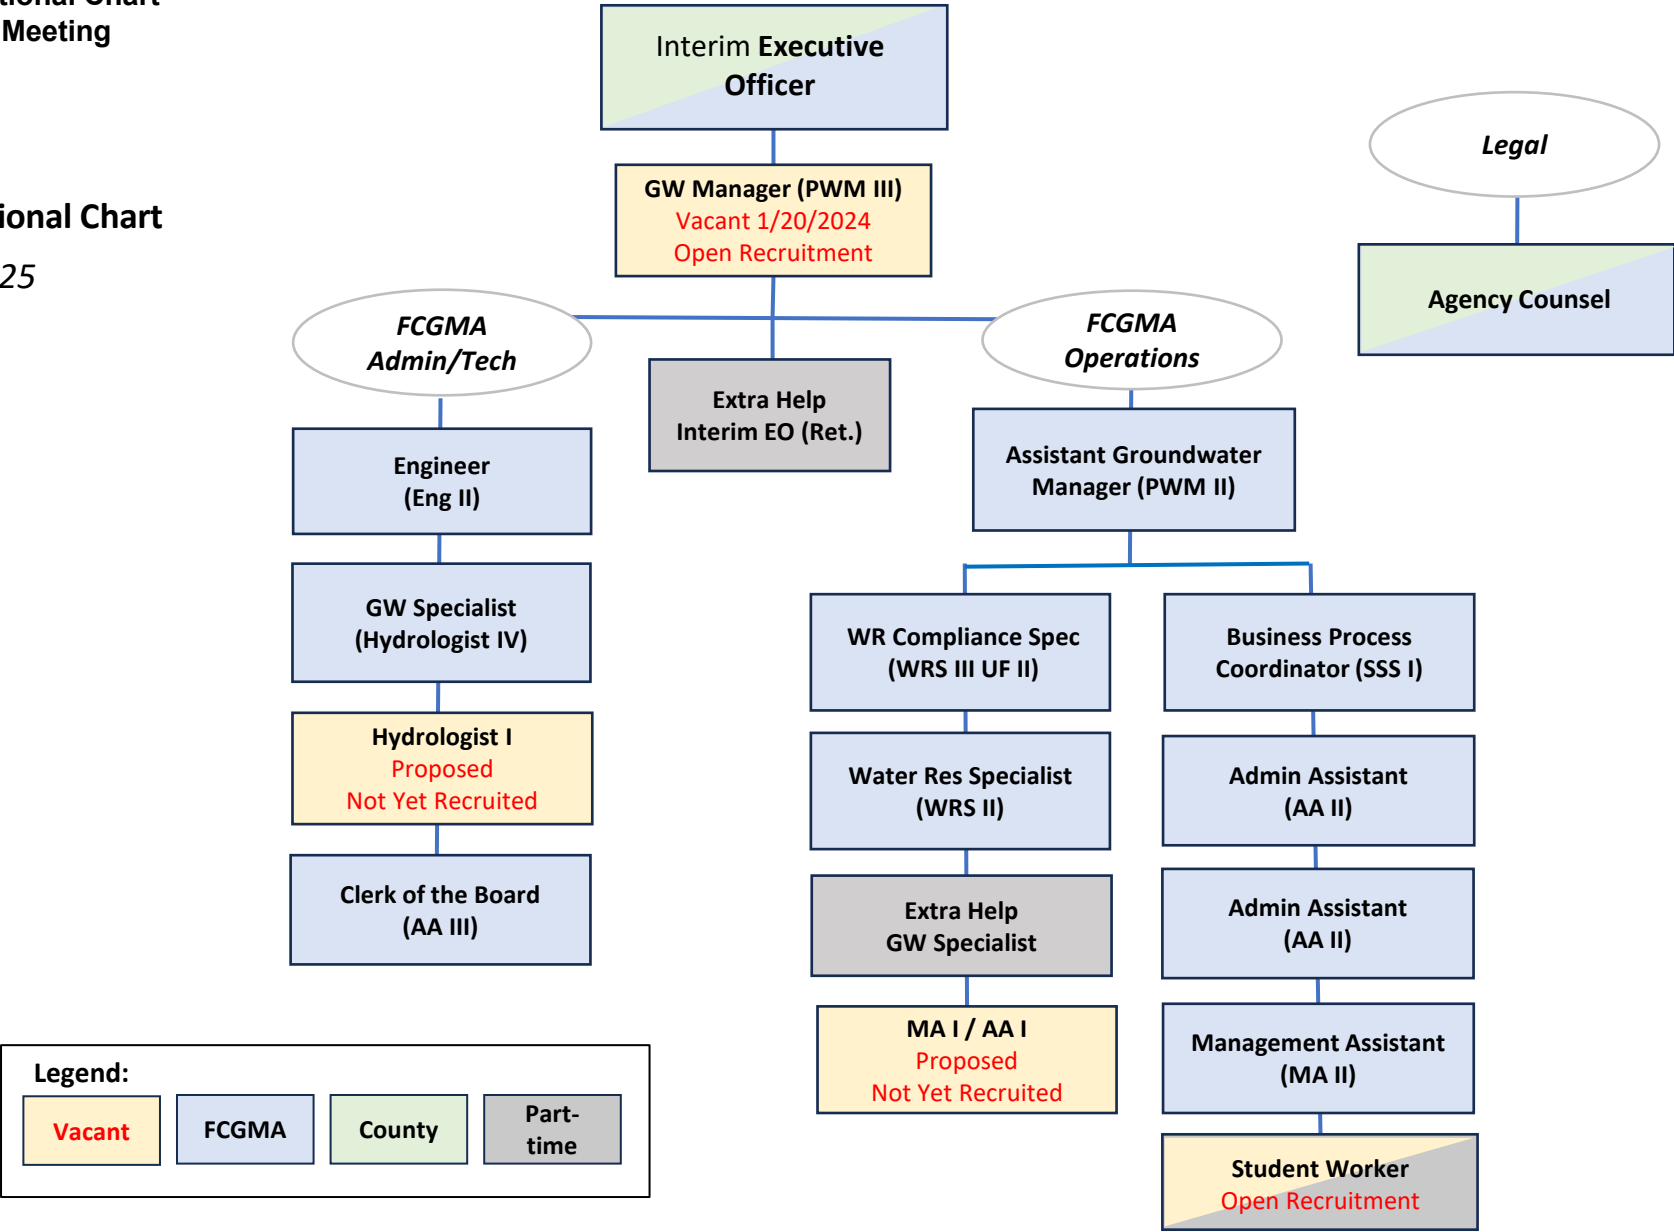 Meeting
Interim Executive
Officer
GW Manager (PWM III)
Vacant 1/20/2024
Open Recruitment
Legal
Agency Counsel
ional Chart
25
FCGMA
Admin/Tech
FCGMA
Operations
Extra Help
Interim EO (Ret.)
Engineer
(Eng II)
GW Specialist
(Hydrologist IV)
Hydrologist I
Proposed
Not Yet Recruited
Clerk of the Board
(AA III)
Assistant Groundwater
Manager (PWM II)
WR Compliance Spec
(WRS III UF II)
Water Res Specialist
(WRS II)
Extra Help
GW Specialist
MA I / AA I
Proposed
Not Yet Recruited
Business Process
Coordinator (SSS I)
Admin Assistant
(AA II)
Admin Assistant
(AA II)
Management Assistant
(MA II)
Student Worker
Open Recruitment
Legend:
Vacant
FCGMA
County
Part-
time